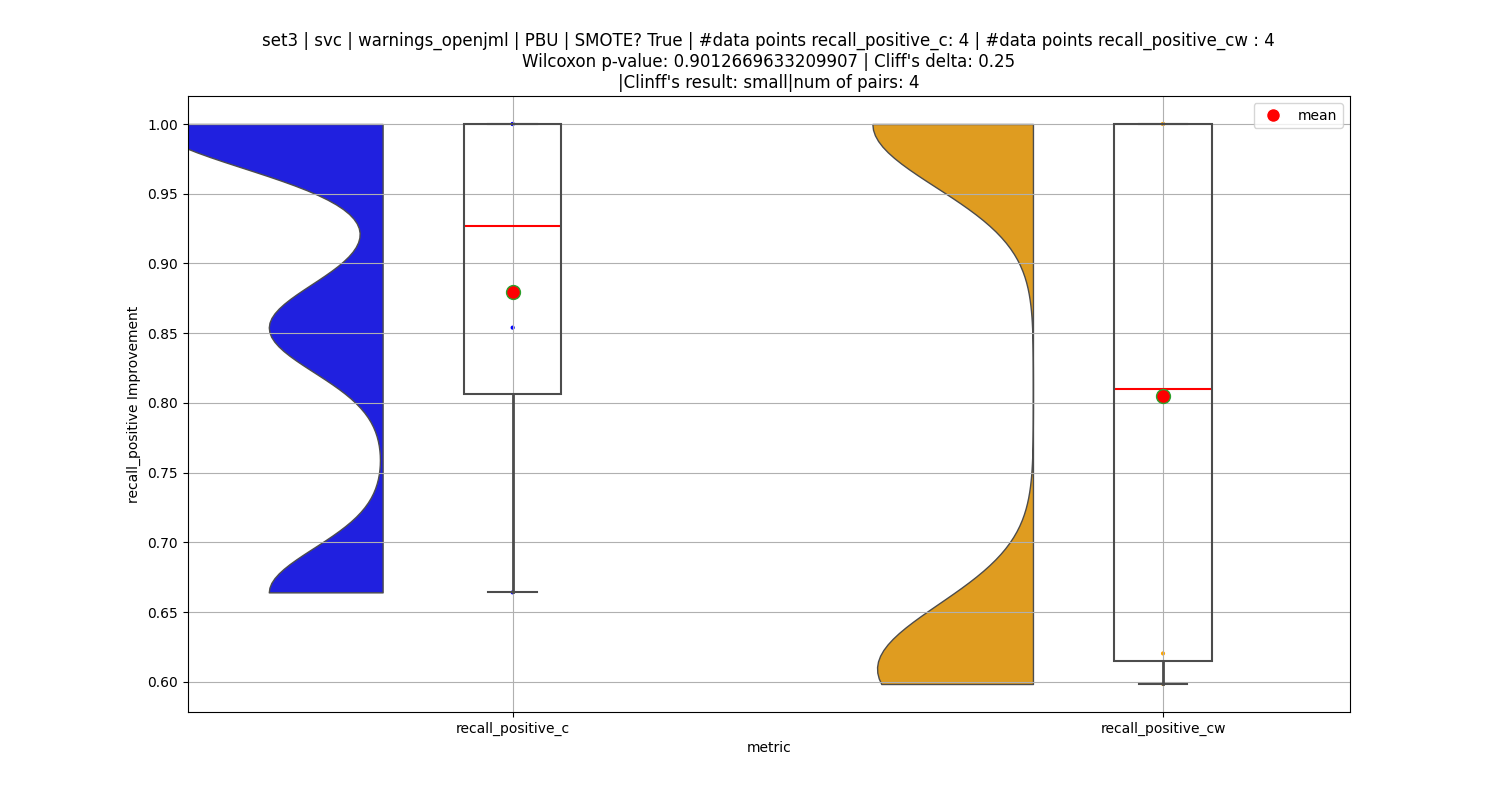 set3 | svc | warnings_openjml | PBU | SMOTE? True | #data points recall_positive_c: 4 | #data points recall_positive_cw : 4
Wilcoxon p-value: 0.9012669633209907 | Cliff's delta: 0.25
|Clinff's result: small|num of pairs: 4
mean
1.00
0.95
0.90
0.85
0.80
0.75
0.70
0.65
0.60
recall_positive Improvement
recall_positive_c
recall_positive_cw
metric